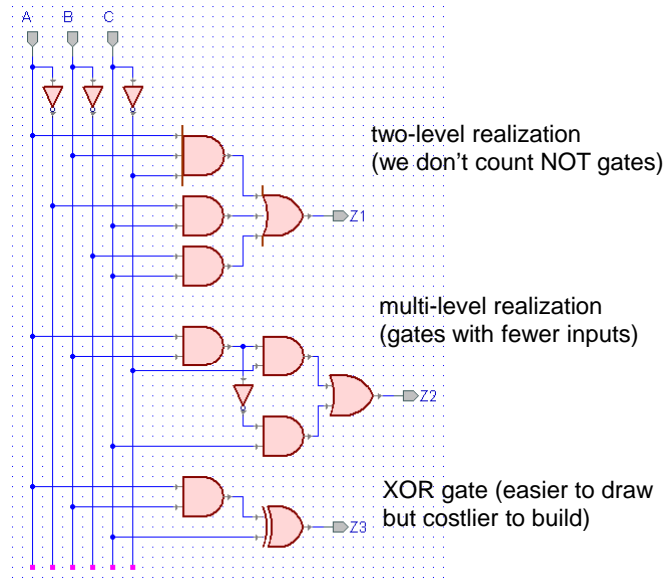 A B C
two-level realization
(we don't count NOT gates)
Z1
multi-level realization
(gates with fewer inputs)
Z2
XOR gate (easier to draw
but costlier to build)
Z3